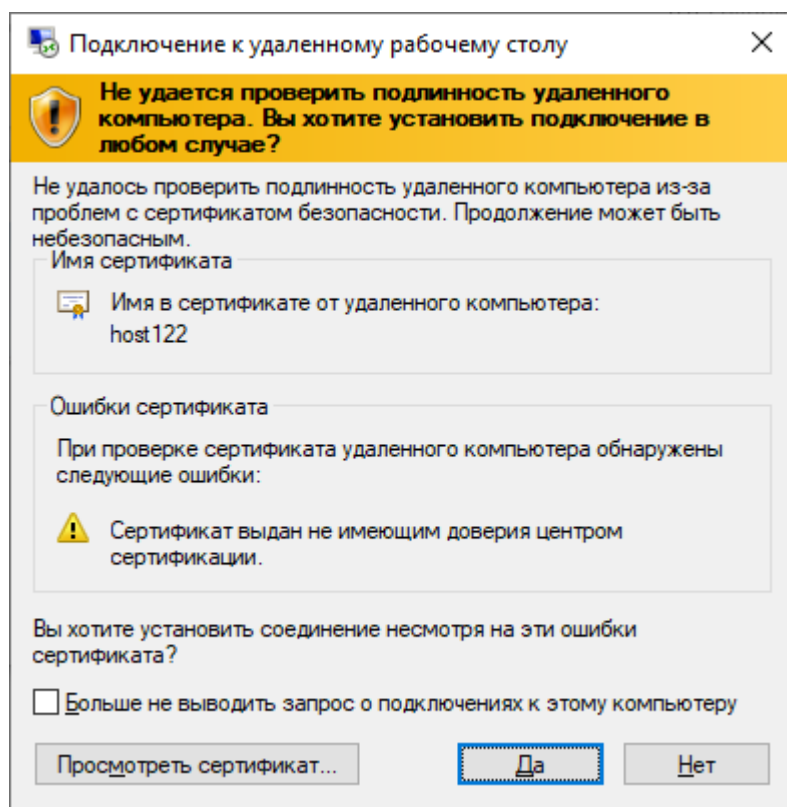 Подключение к удаленному рабочему столу
Не удается проверить подлинность удаленного
компьютера. Вы хотите установить подключение в
любом случае?
Не удалось проверить подлинность удаленного компьютера из-за
проблем с сертификатом безопасности. Продолжение может быть
небезопасным.
Имя сертификата
Имя в сертификате от удаленного компьютера:
host122
Ошибки сертификата
При проверке сертификата удаленного компьютера обнаружены
следующие ошибки:
Сертификат выдан не имеющим доверия центром
сертификации.
Вы хотите установить соединение несмотря на эти ошибки
сертификата?
Больше не выводить запрос о подключениях к этому компьютеру
Просмотреть сертификат... Да Нет